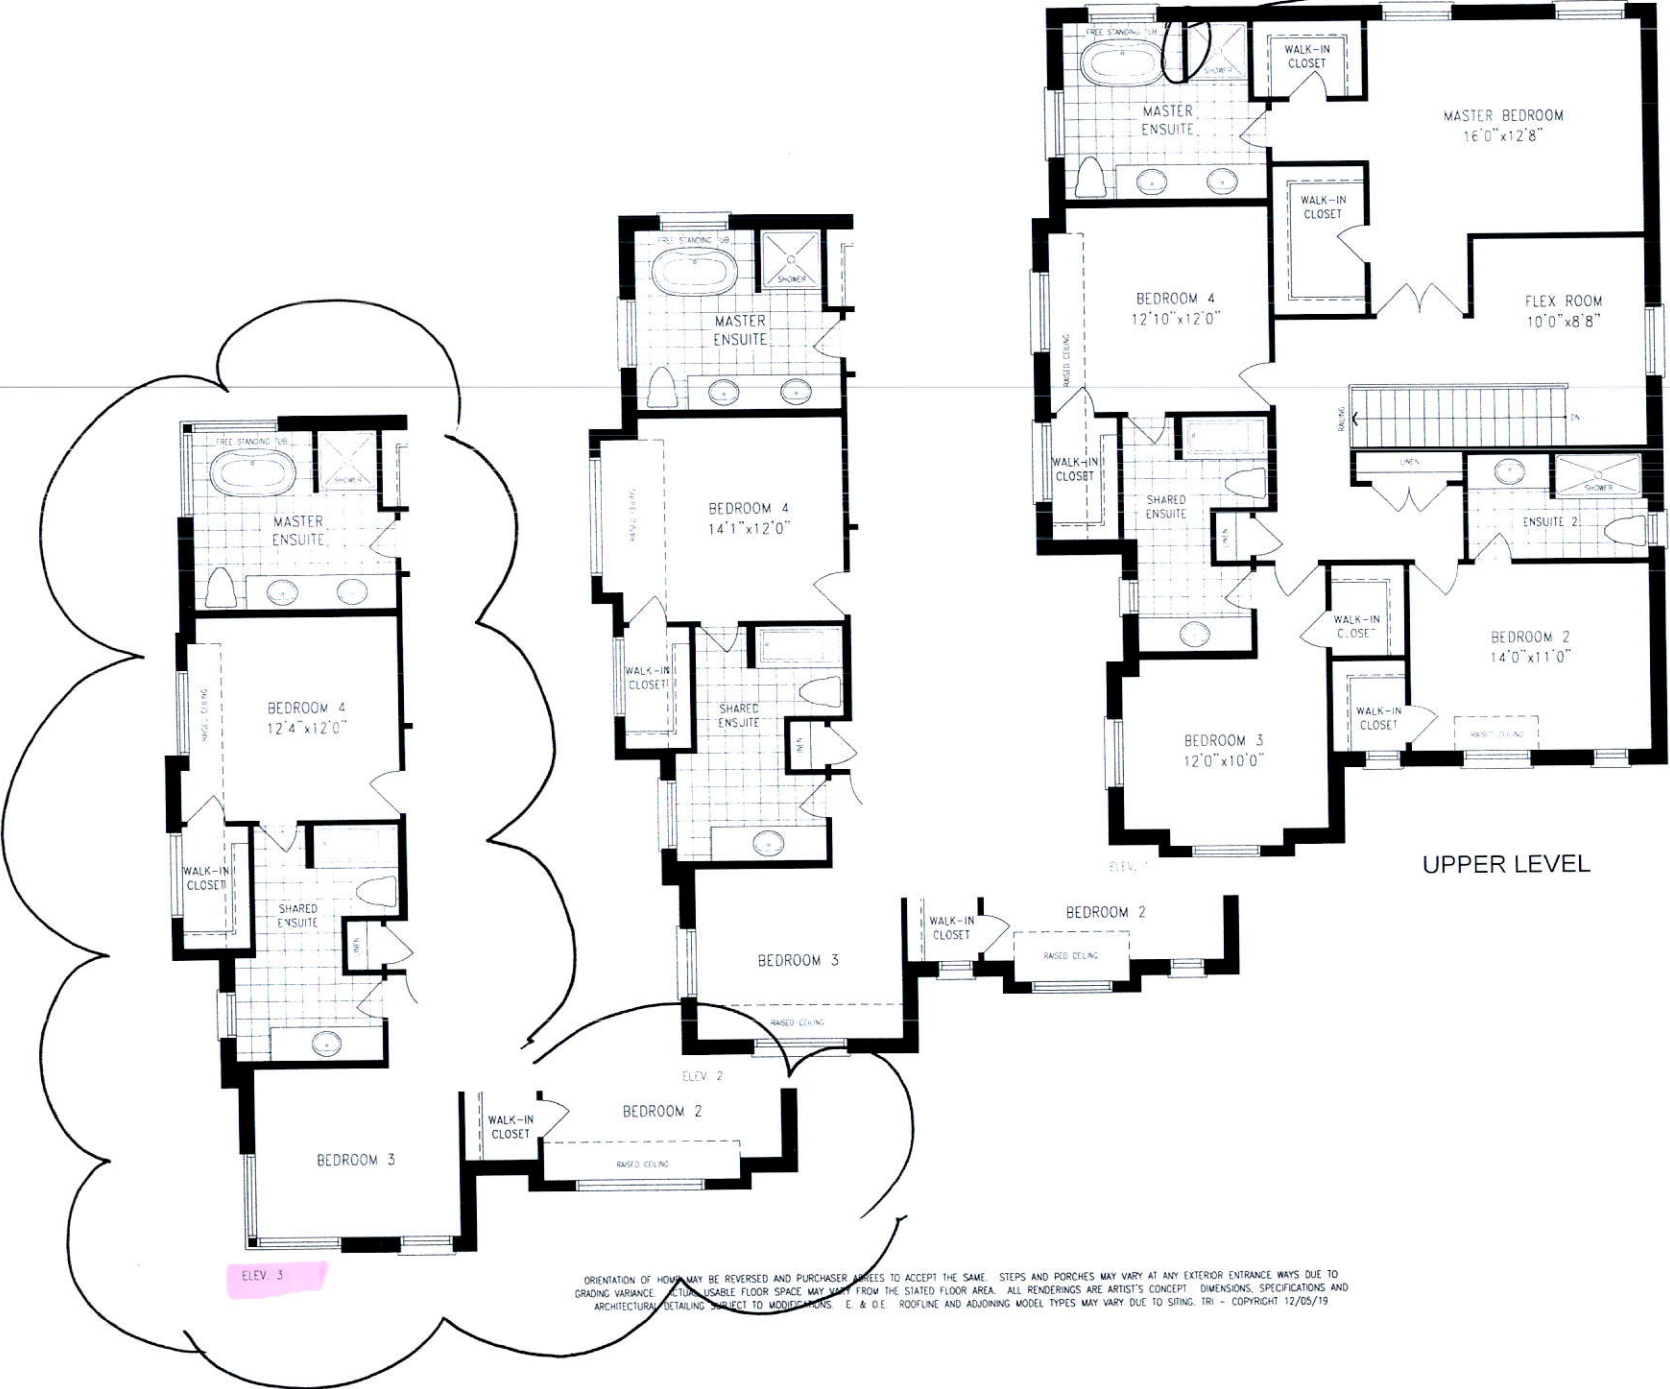 FREE STANDING TUB
SHOWER
WALK-IN
CLOSET
MASTER
ENSUITE
MASTER BEDROOM
16'0"x12'8"
WALK-IN
CLOSET
BEDROOM 4
12'10"x12'0"
RAISED CEILING
FLEX ROOM
10'0"x8'8"
RAILING
DN
WALK-IN
CLOSET
SHARED
ENSUITE
LINEN
LINEN
SHOWER
ENSUITE 2
WALK-IN
CLOSET
BEDROOM 2
14'0"x11'0"
RAISED CEILING
WALK-IN
CLOSET
BEDROOM 3
12'0"x10'0"
ELEV. 1
UPPER LEVEL
FREE STANDING TUB
SHOWER
MASTER
ENSUITE
BEDROOM 4
14'1"x12'0"
RAISED CEILING
WALK-IN
CLOSET
SHARED
ENSUITE
LINEN
BEDROOM 3
RAISED CEILING
WALK-IN
CLOSET
BEDROOM 2
RAISED CEILING
ELEV. 2
FREE STANDING TUB
SHOWER
MASTER
ENSUITE
BEDROOM 4
12'4"x12'0"
RAISED CEILING
WALK-IN
CLOSET
SHARED
ENSUITE
LINEN
BEDROOM 3
WALK-IN
CLOSET
BEDROOM 2
RAISED CEILING
ELEV. 3
ORIENTATION OF HOME MAY BE REVERSED AND PURCHASER AGREES TO ACCEPT THE SAME. STEPS AND PORCHES MAY VARY AT ANY EXTERIOR ENTRANCE WAYS DUE TO
GRADING VARIANCE. ACTUAL USABLE FLOOR SPACE MAY VARY FROM THE STATED FLOOR AREA. ALL RENDERINGS ARE ARTIST'S CONCEPT. DIMENSIONS, SPECIFICATIONS AND
ARCHITECTURAL DETAILING SUBJECT TO MODIFICATIONS. E. & O.E. ROOFLINE AND ADJOINING MODEL TYPES MAY VARY DUE TO SITING. TRI - COPYRIGHT 12/05/19